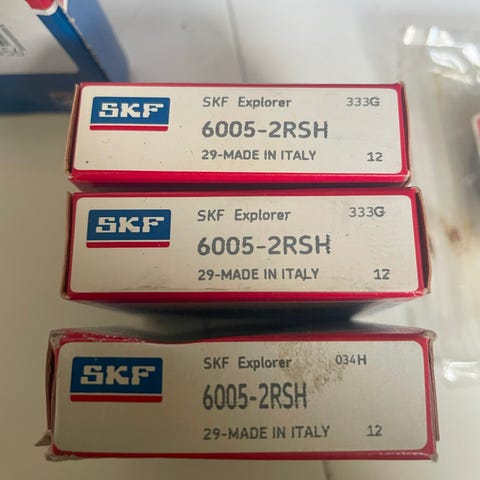 SKF
SKF Explorer 333G
6005-2RSH
29-MADE IN ITALY 12
SKF
SKF Explorer 333G
6005-2RSH
29-MADE IN ITALY 12
SKF
SKF Explorer 034H
6005-2RSH
29-MADE IN ITALY 12